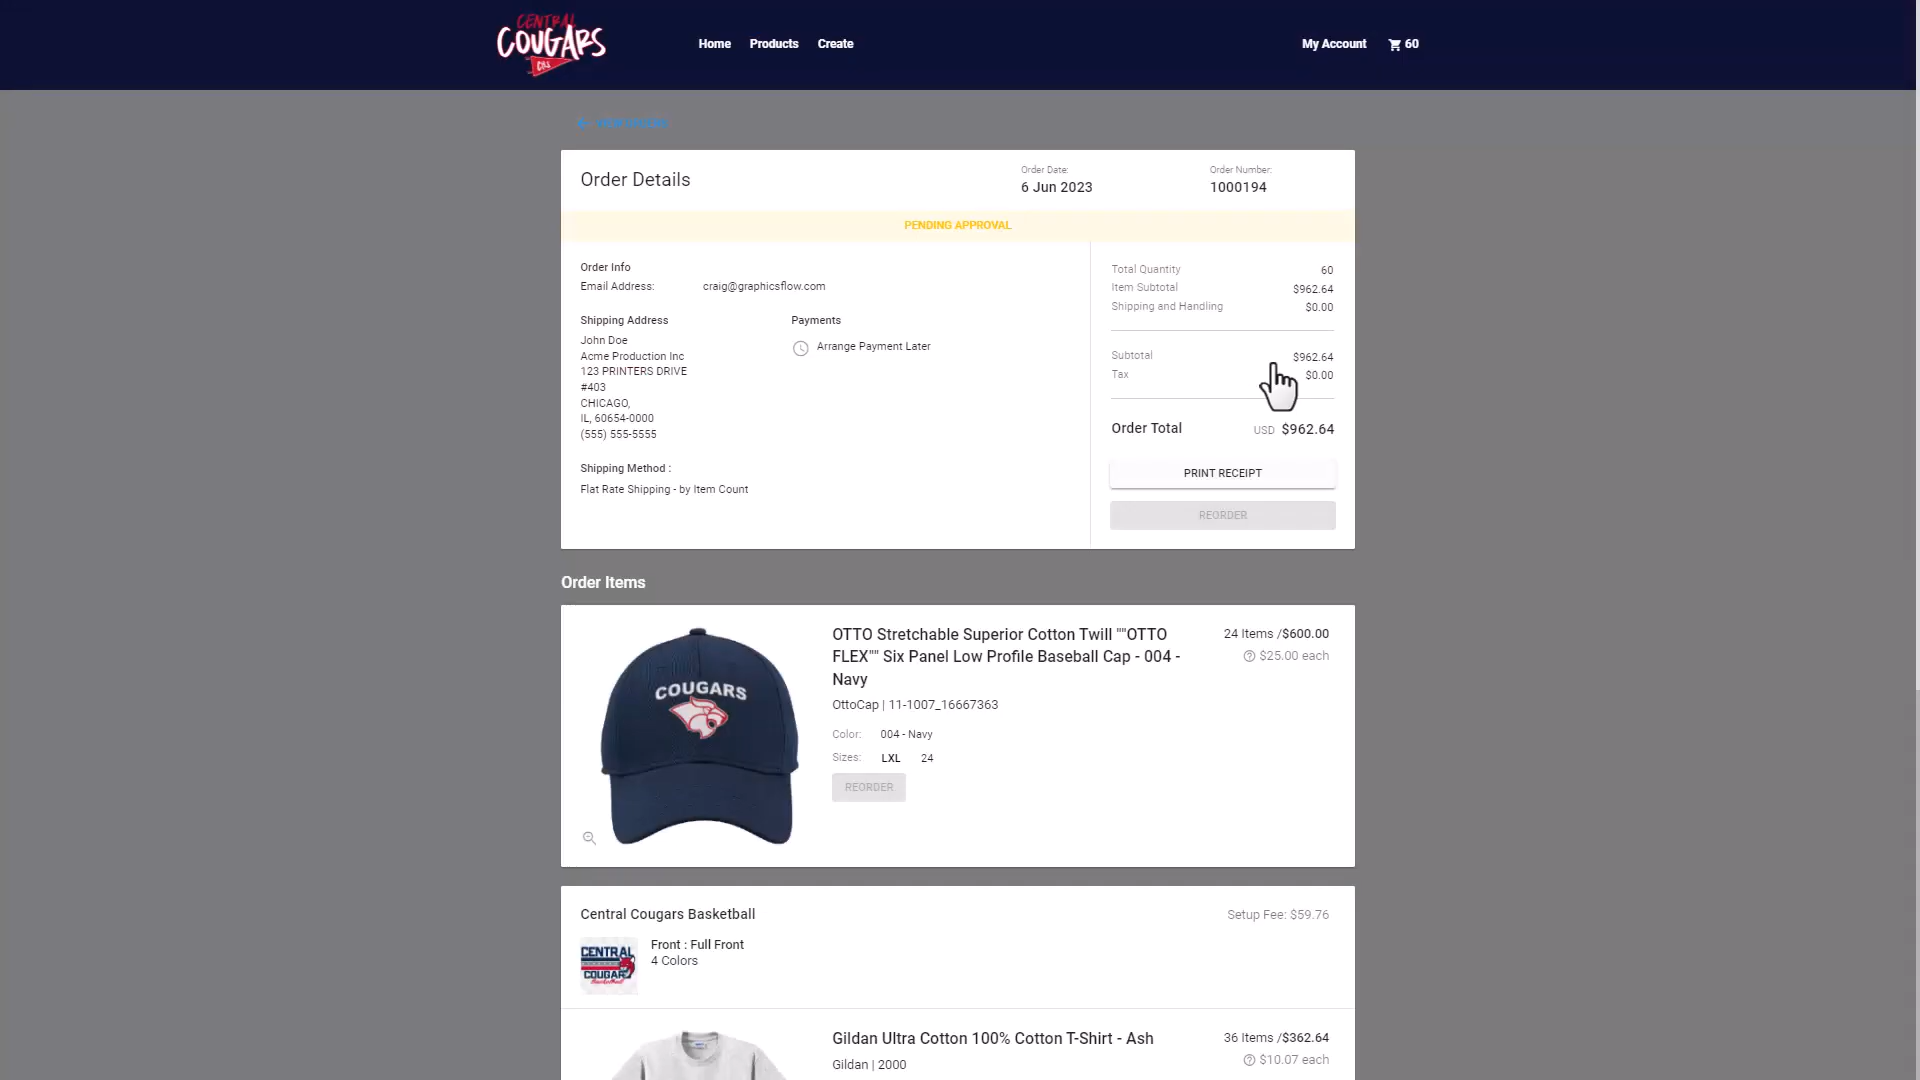 CENTRAL
COUGARS
Home Products Create
My Account 60
Order Details
Order Date:
6 Jun 2023
Order Number:
1000194
PENDING APPROVAL
Order Info
Email Address: craig@graphicsflow.com
Shipping Address
John Doe
Acme Production Inc
123 PRINTERS DRIVE
#403
CHICAGO,
IL, 60654-0000
(555) 555-5555
Payments
Arrange Payment Later
Shipping Method :
Flat Rate Shipping - by Item Count
Total Quantity 60
Item Subtotal $962.64
Shipping and Handling $0.00
Subtotal $962.64
Tax $0.00
Order Total USD $962.64
PRINT RECEIPT
REORDER
Order Items
COUGARS
OTTO Stretchable Superior Cotton Twill ""OTTO
FLEX"" Six Panel Low Profile Baseball Cap - 004 -
Navy
24 Items /$600.00
$25.00 each
OttoCap | 11-1007_16667363
Color: 004 - Navy
Sizes: LXL 24
REORDER
Central Cougars Basketball
Setup Fee: $59.76
CENTRAL
COUGAR
Front : Full Front
4 Colors
Gildan Ultra Cotton 100% Cotton T-Shirt - Ash
36 Items /$362.64
Gildan | 2000
$10.07 each